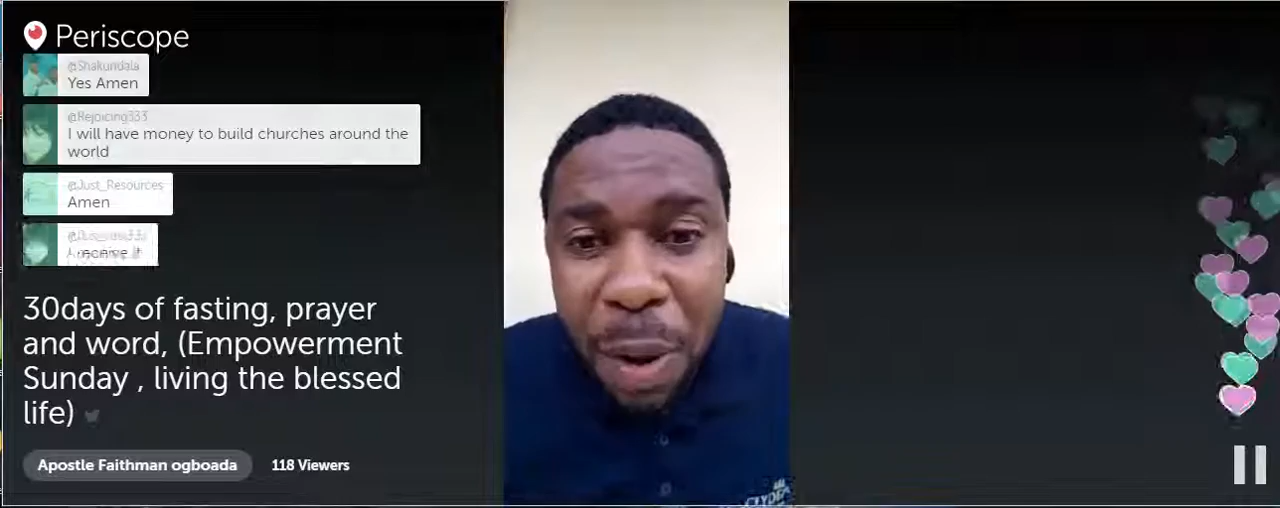 Periscope
@Shakundala
Yes Amen
@Rejoicing333
I will have money to build churches around the
world
@Just_Resources
Amen
30days of fasting, prayer
and word, (Empowerment
Sunday , living the blessed
life)
Apostle Faithman ogboada
118 Viewers